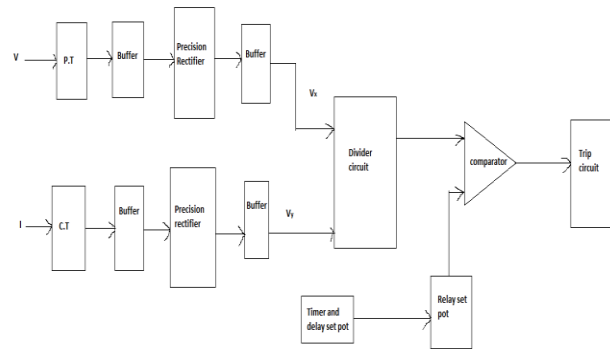 V
P.T
Buffer
Precision
Rectifier
Buffer
Vx
Divider
circuit
comparator
Trip
circuit
I
C.T
Buffer
Precision
rectifier
Buffer
Vy
Timer and
delay set pot
Relay set
pot